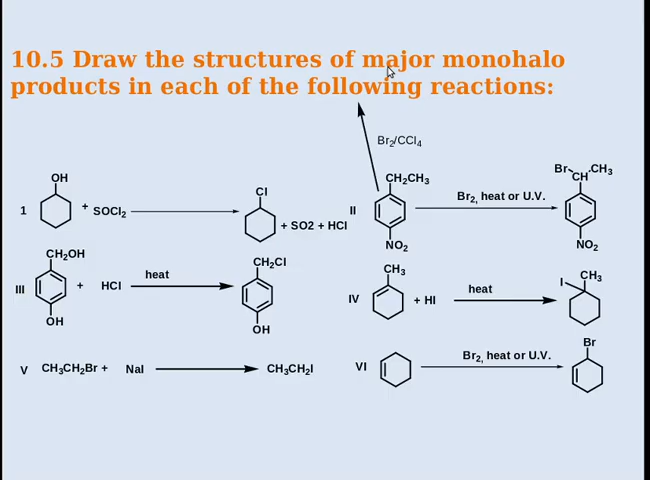 10.5 Draw the structures of major monohalo
products in each of the following reactions:
Br2/CCl4
1
OH
+ SOCl2
Cl
+ SO2 + HCl
II
CH2CH3
NO2
Br2, heat or U.V.
Br CH CH3
NO2
III
CH2OH
OH
+ HCl
heat
CH2Cl
OH
IV
CH3
+ HI
heat
I CH3
V CH3CH2Br + NaI CH3CH2I
VI
Br2, heat or U.V.
Br